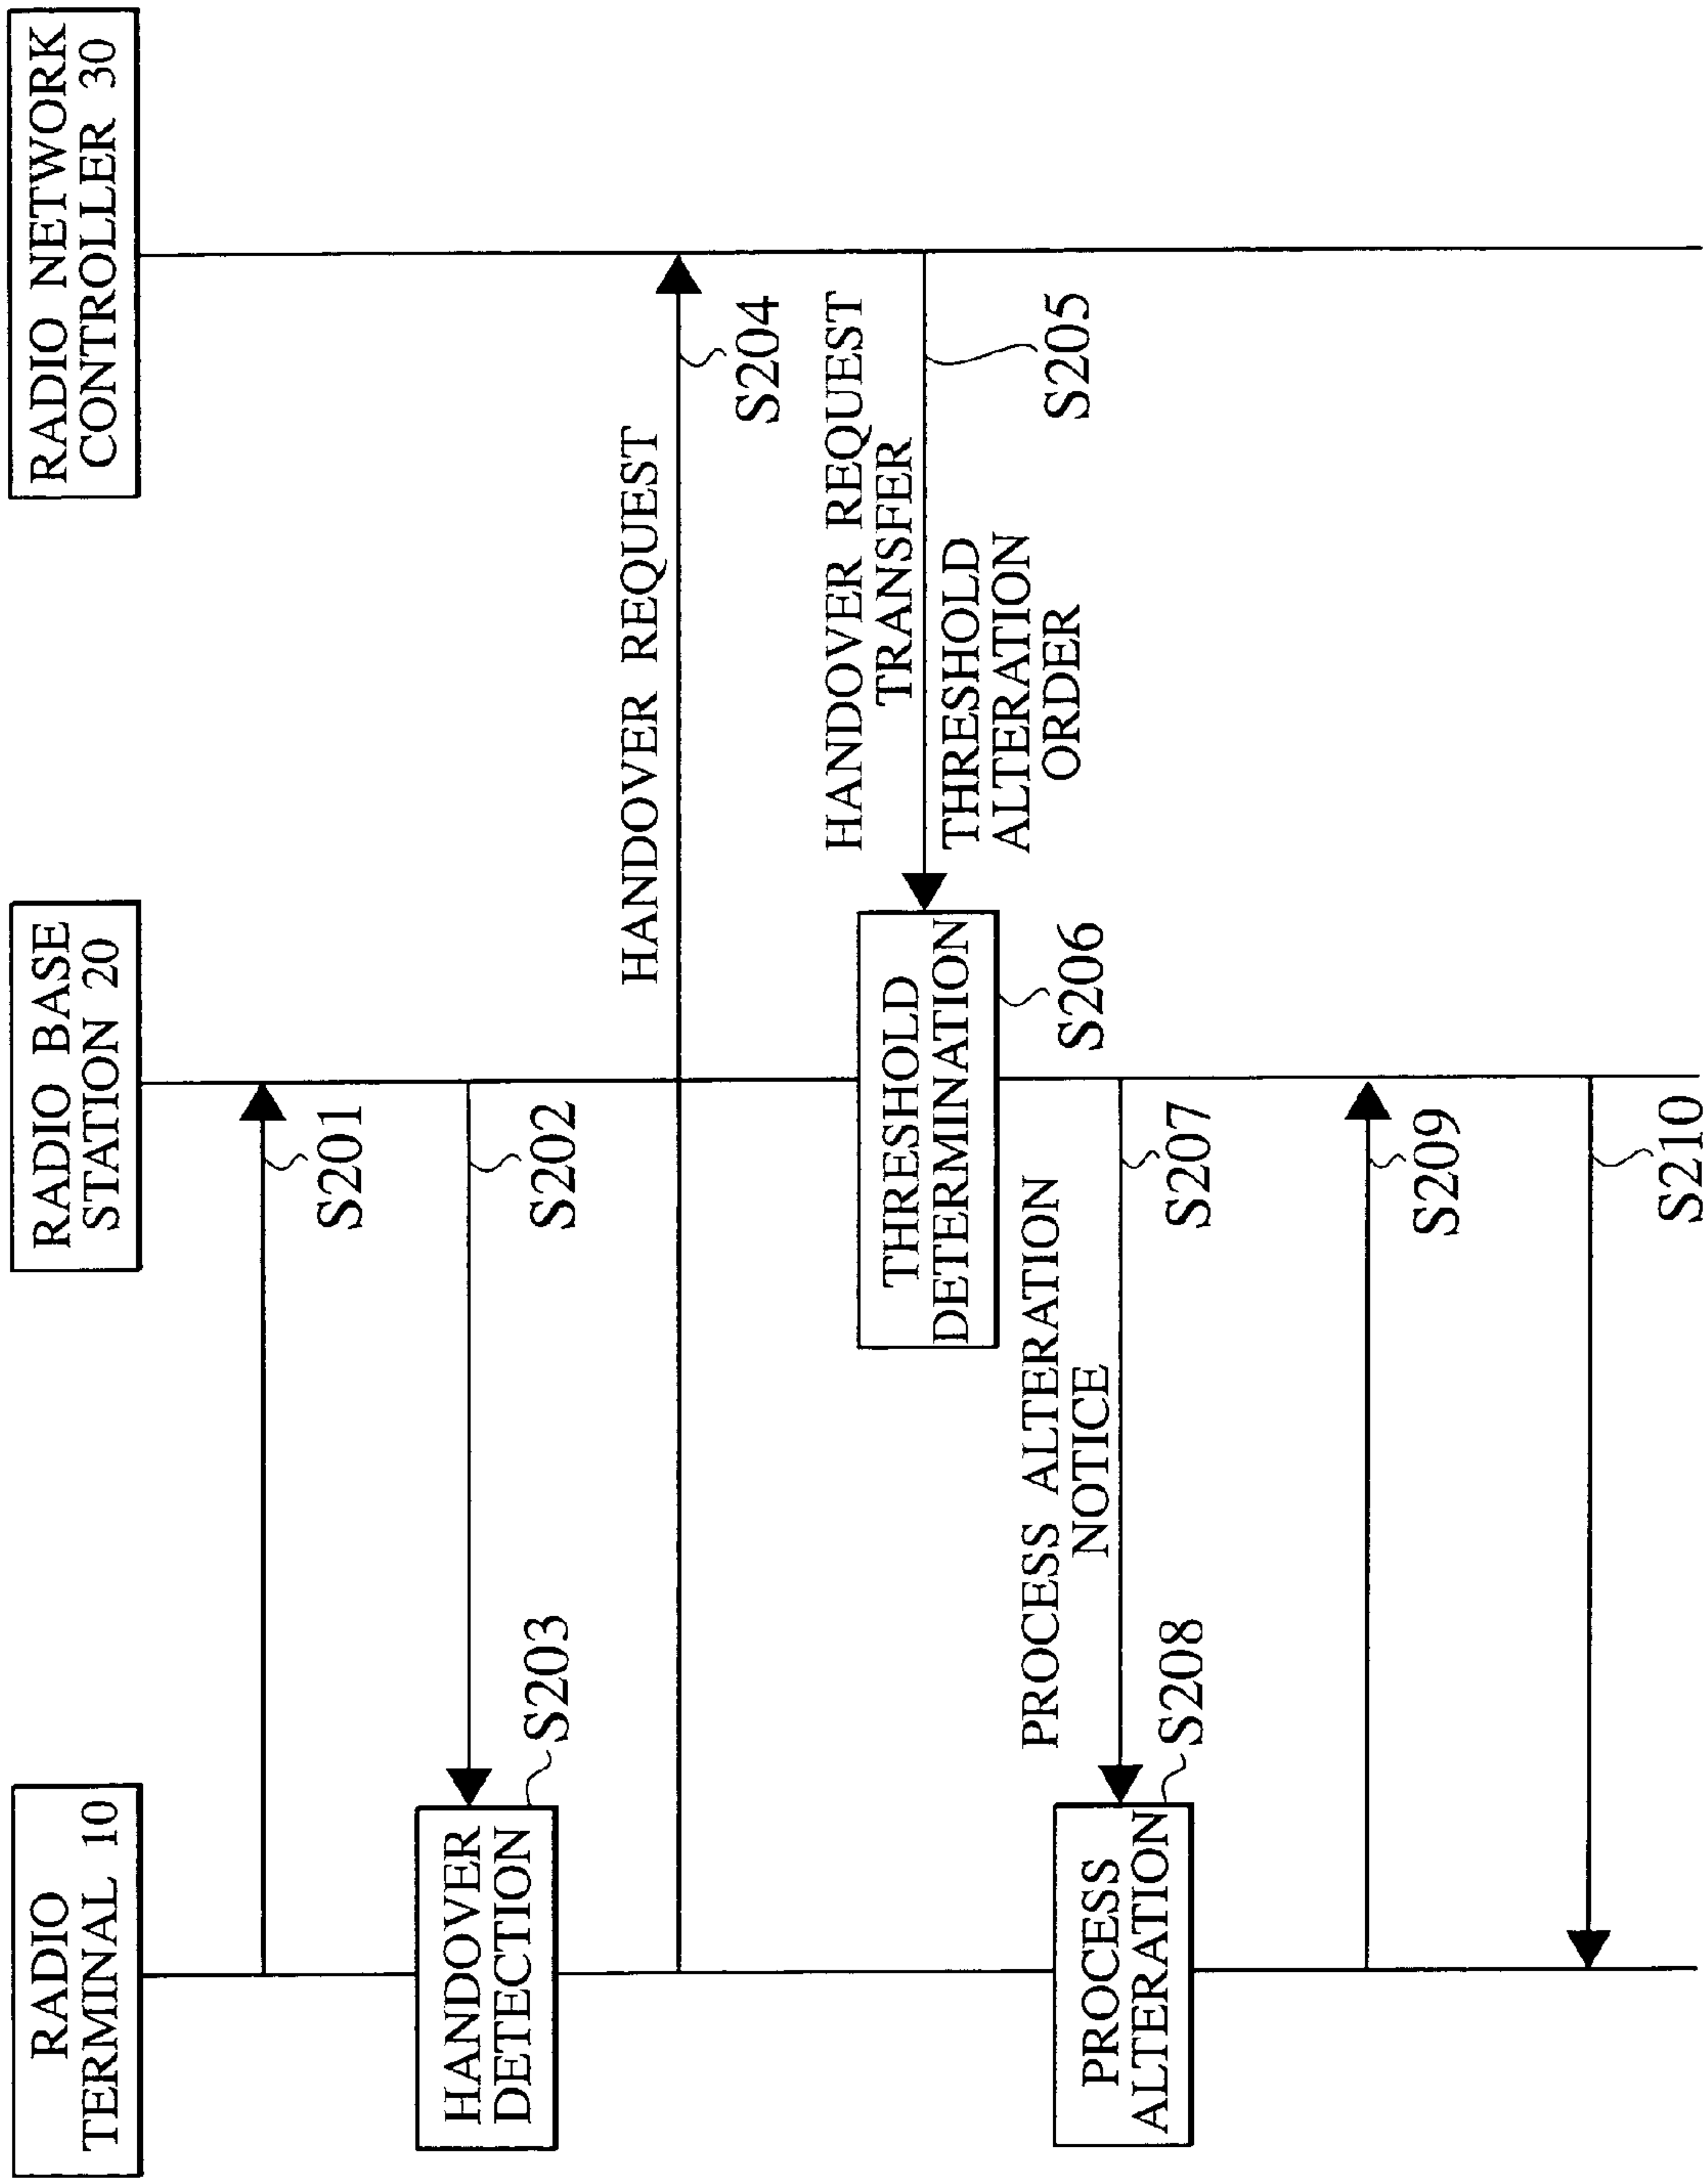 RADIO
TERMINAL 10
RADIO BASE
STATION 20
RADIO NETWORK
CONTROLLER 30
S201
S202
HANDOVER
DETECTION
S203
HANDOVER REQUEST
S204
HANDOVER REQUEST
TRANSFER
THRESHOLD
ALTERATION
ORDER
S205
THRESHOLD
DETERMINATION
S206
PROCESS ALTERATION
NOTICE
S207
PROCESS
ALTERATION
S208
S209
S210